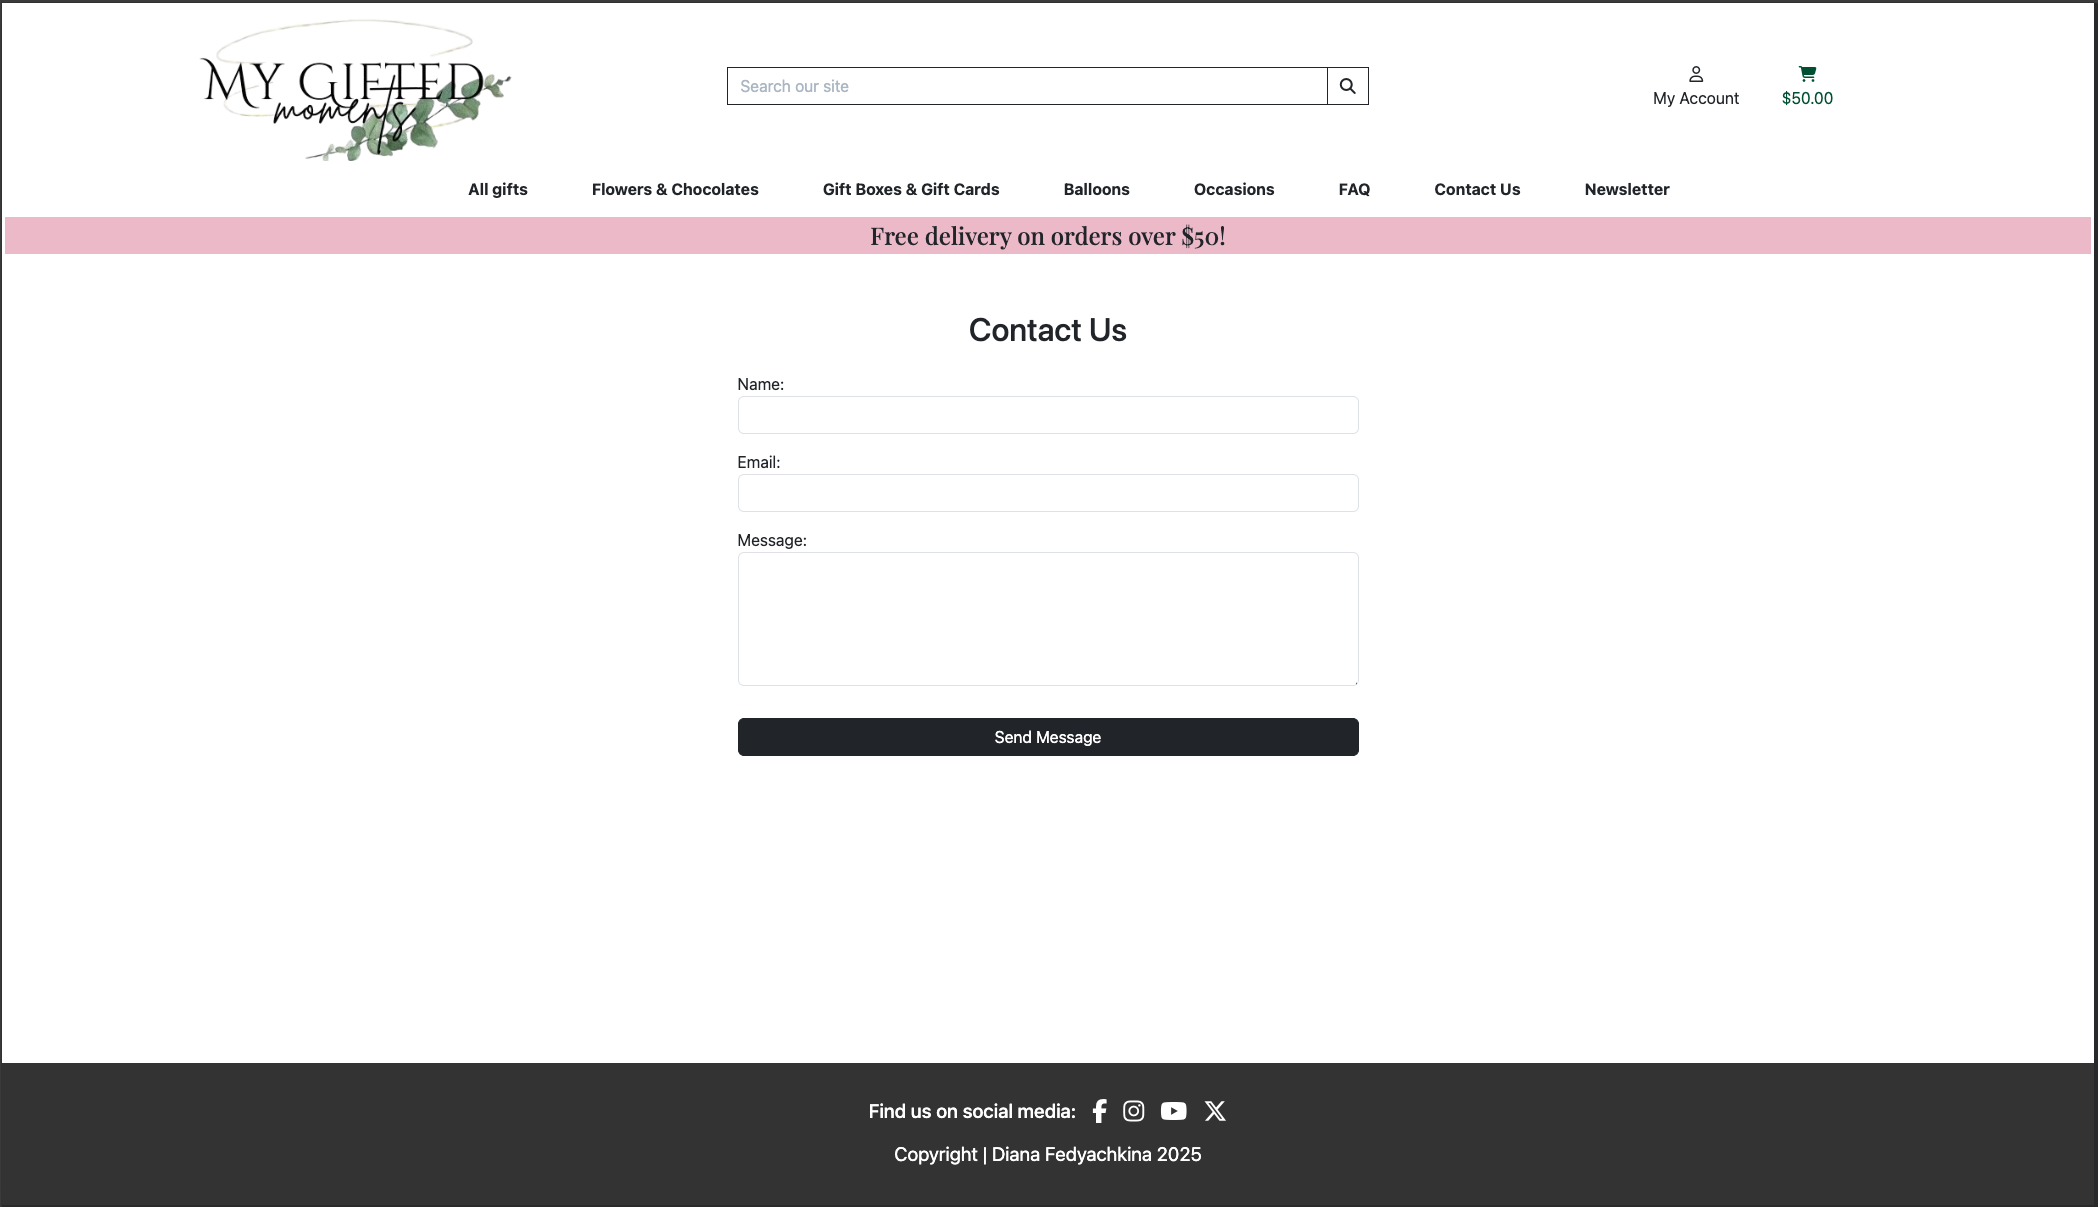 MY GIFTED
moments
Search our site
My Account
$50.00
All gifts
Flowers & Chocolates
Gift Boxes & Gift Cards
Balloons
Occasions
FAQ
Contact Us
Newsletter
Free delivery on orders over $50!
Contact Us
Name:
Email:
Message:
Send Message
Find us on social media:
Copyright | Diana Fedyachkina 2025